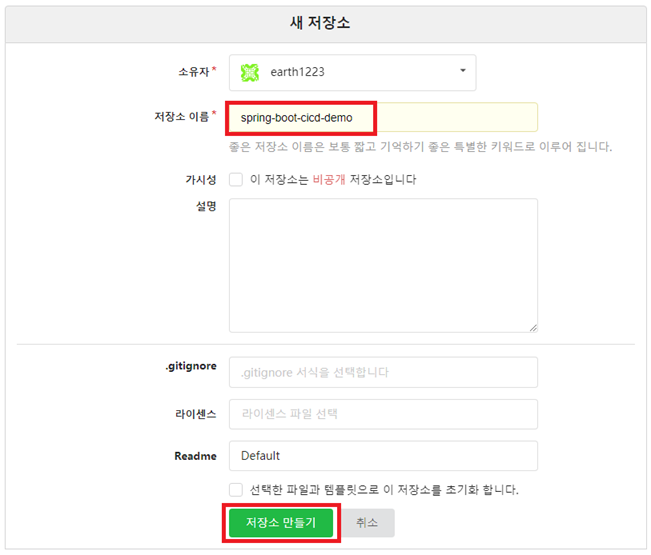 새 저장소
소유자*
earth1223
저장소 이름*
spring-boot-cicd-demo
좋은 저장소 이름은 보통 짧고 기억하기 좋은 특별한 키워드로 이루어 집니다.
가시성
이 저장소는 비공개 저장소입니다
설명
.gitignore
.gitignore 서식을 선택합니다
라이센스
라이센스 파일 선택
Readme
Default
선택한 파일과 템플릿으로 이 저장소를 초기화 합니다.
저장소 만들기
취소